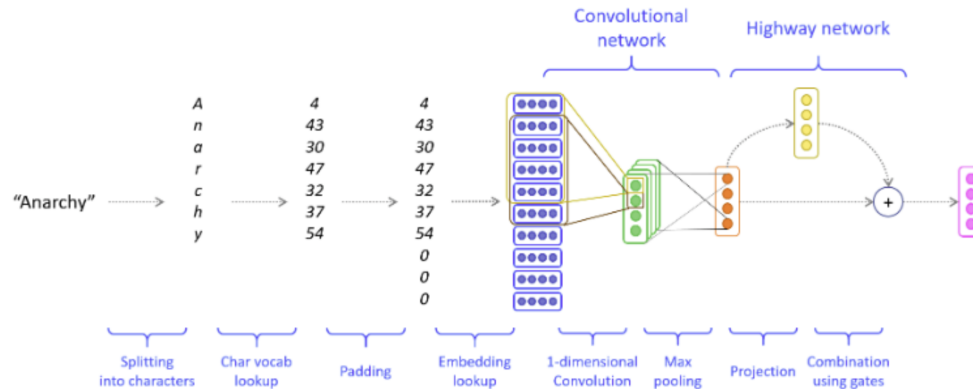 Convolutional
network
Highway network
"Anarchy"
A 4 4
n 43 43
a 30 30
r 47 47
c 32 32
h 37 37
y 54 54
0
0
0
+
Splitting
into characters
Char vocab
lookup
Padding
Embedding
lookup
1-dimensional
Convolution
Max
pooling
Projection
Combination
using gates